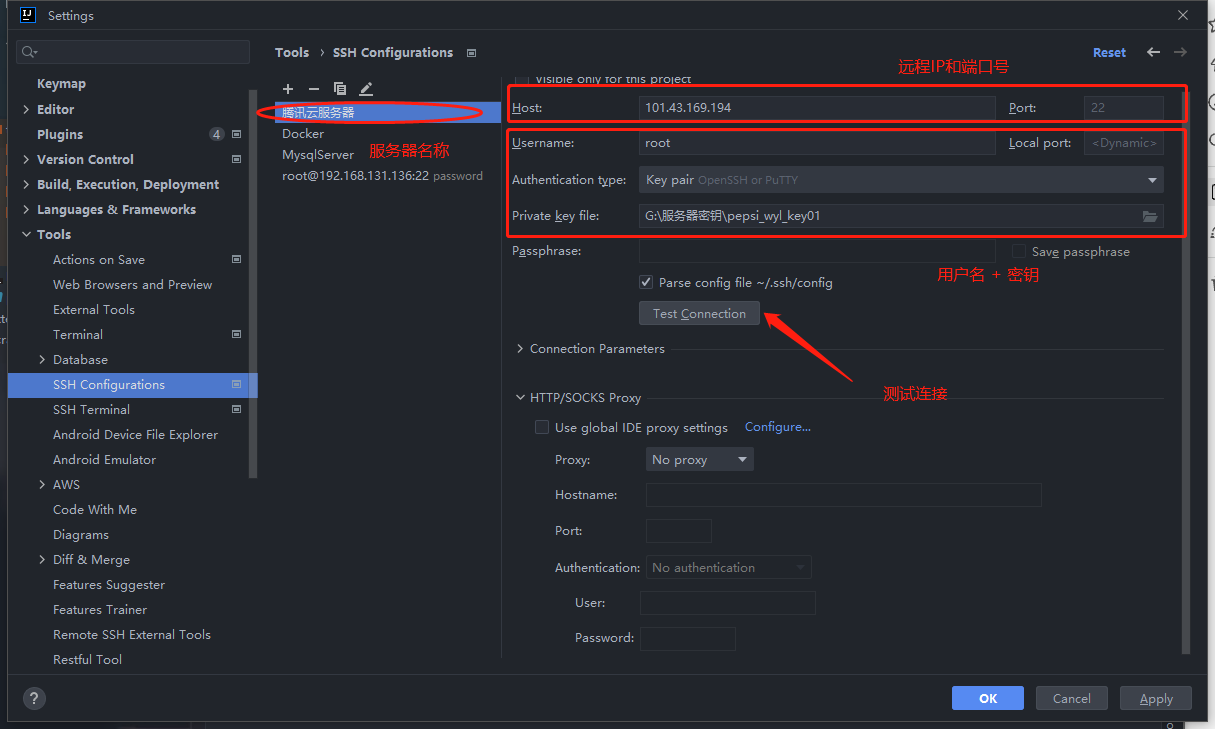 Settings
Tools › SSH Configurations
Reset
Keymap
Editor
Plugins
4
Version Control
Build, Execution, Deployment
Languages & Frameworks
Tools
Actions on Save
Web Browsers and Preview
External Tools
Terminal
Database
SSH Configurations
SSH Terminal
Android Device File Explorer
Android Emulator
AWS
Code With Me
Diagrams
Diff & Merge
Features Suggester
Features Trainer
Remote SSH External Tools
Restful Tool
腾讯云服务器
Docker
MysqlServer
服务器名称
root@192.168.131.136:22 password
Visible only for this project
远程IP和端口号
Host: 101.43.169.194 Port: 22
Username: root Local port: <Dynamic>
Authentication type: Key pair OpenSSH or PuTTY
Private key file: G:\服务器密钥\pepsi_wyl_key01
Passphrase: Save passphrase
用户名 + 密钥
Parse config file ~/.ssh/config
Test Connection
Connection Parameters
测试连接
HTTP/SOCKS Proxy
Use global IDE proxy settings Configure...
Proxy: No proxy
Hostname:
Port:
Authentication: No authentication
User:
Password:
?
OK Cancel Apply